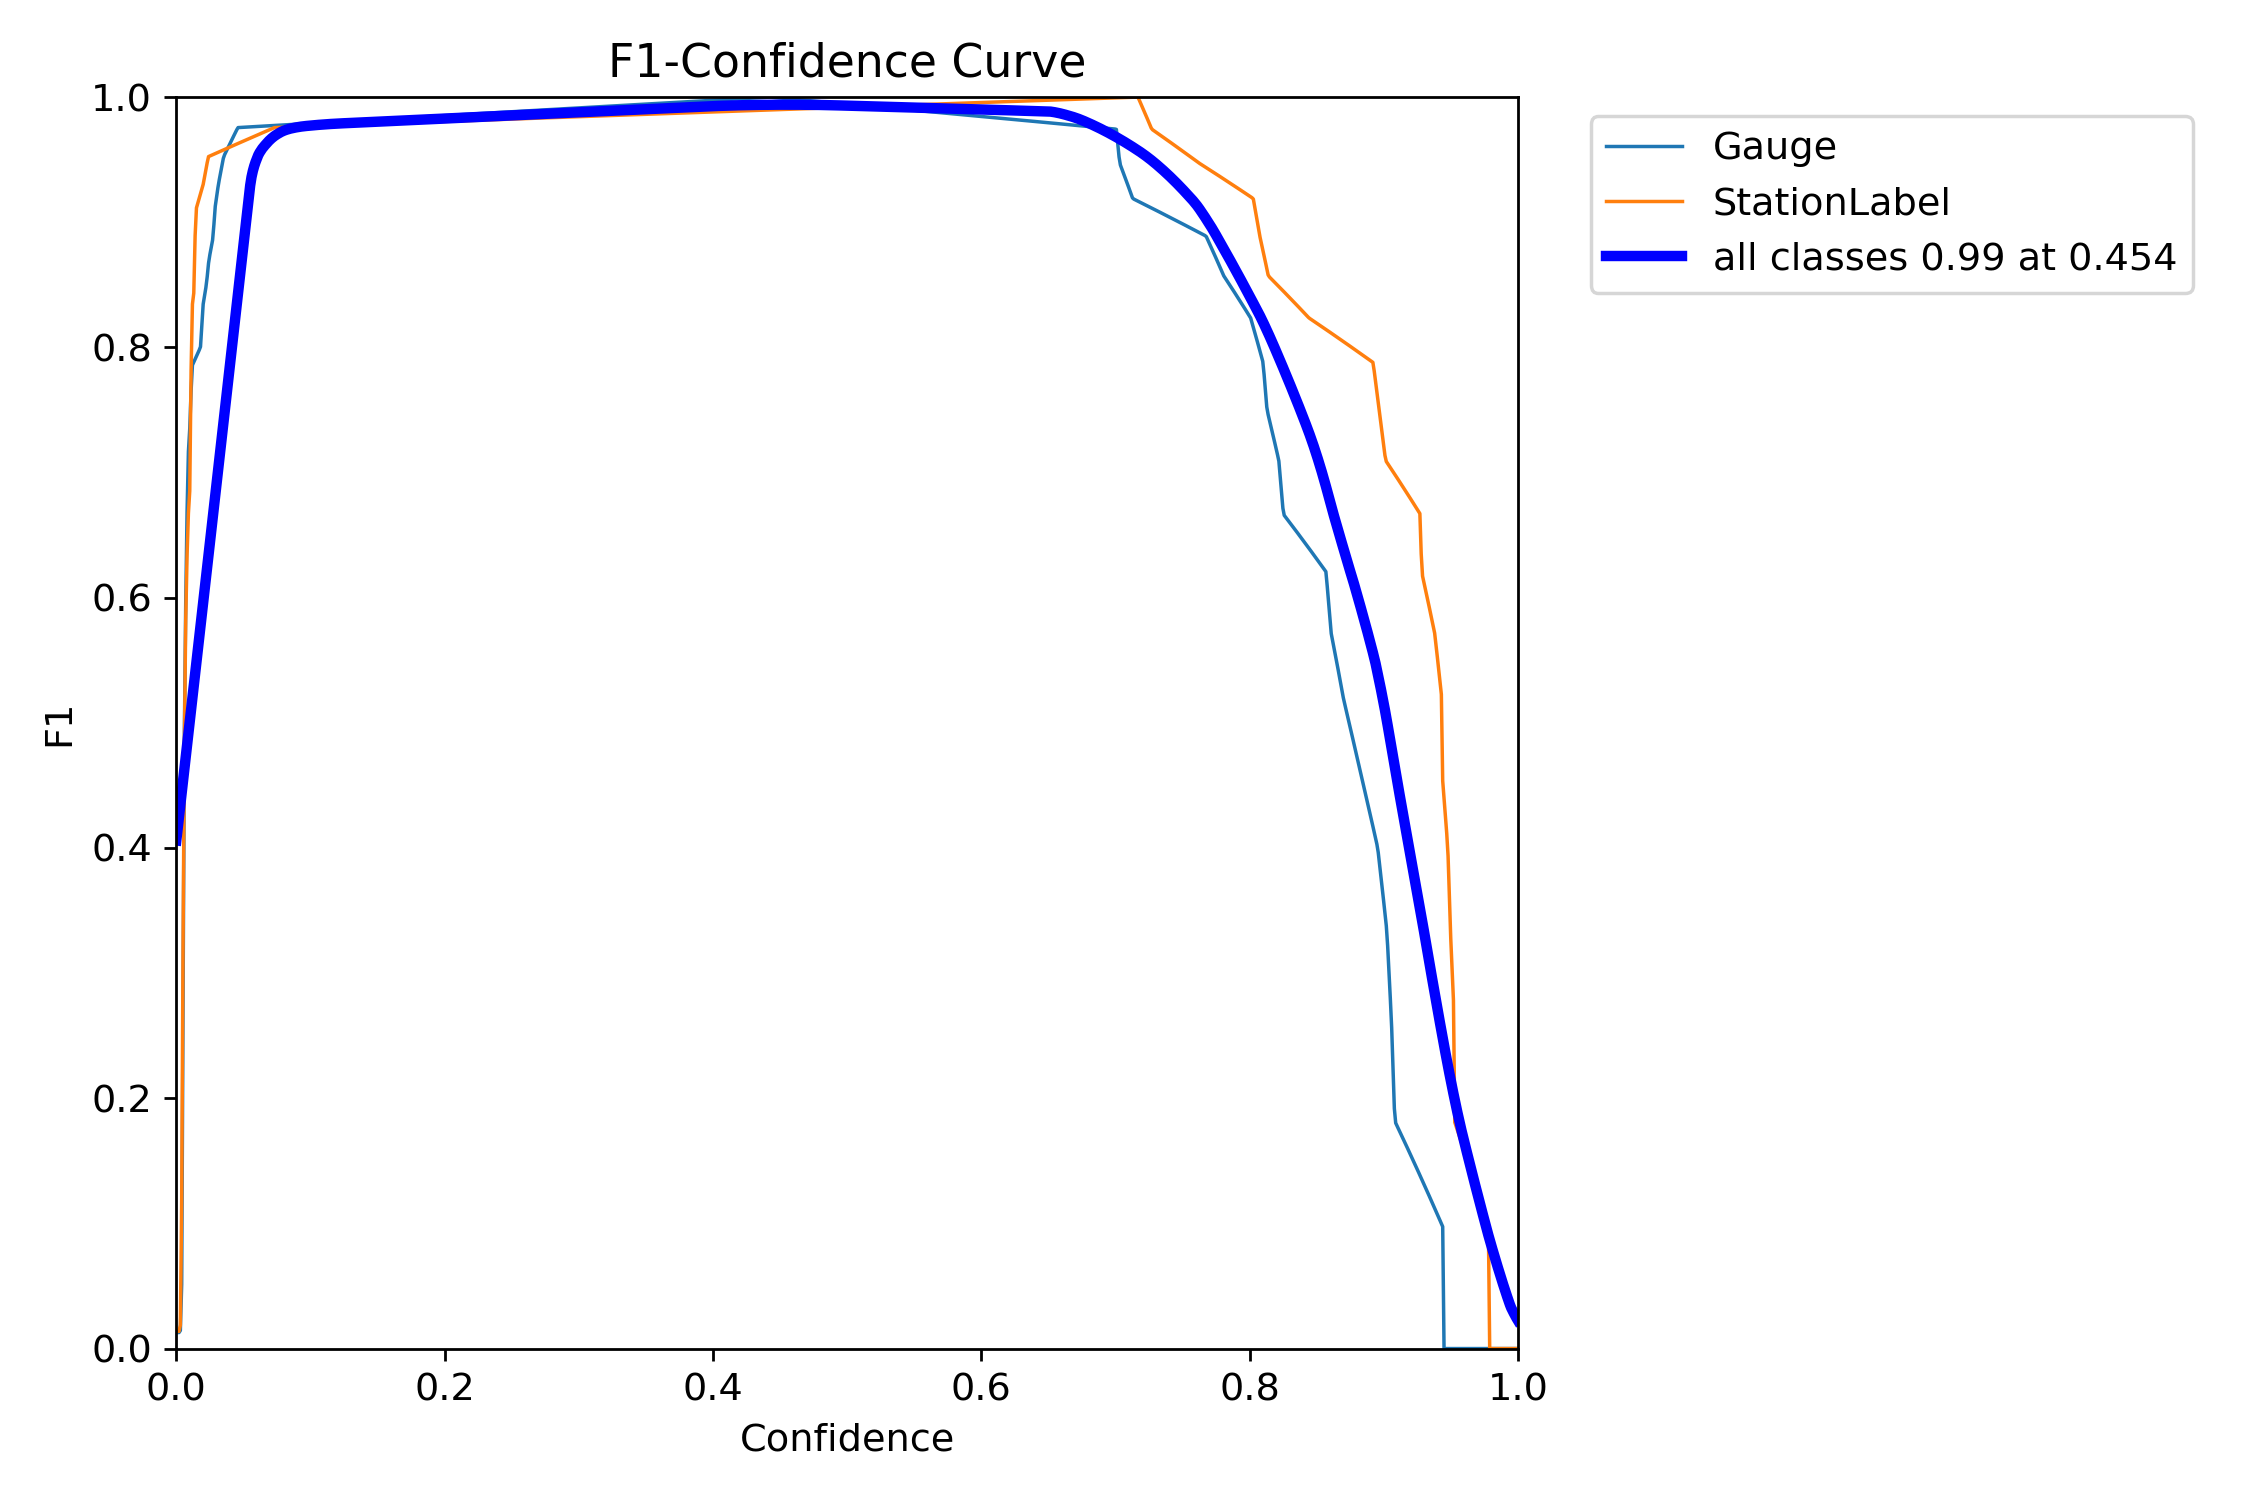 F1-Confidence Curve
1.0
0.8
0.6
0.4
0.2
0.0
F1
0.0 0.2 0.4 0.6 0.8 1.0
Confidence
Gauge
StationLabel
all classes 0.99 at 0.454